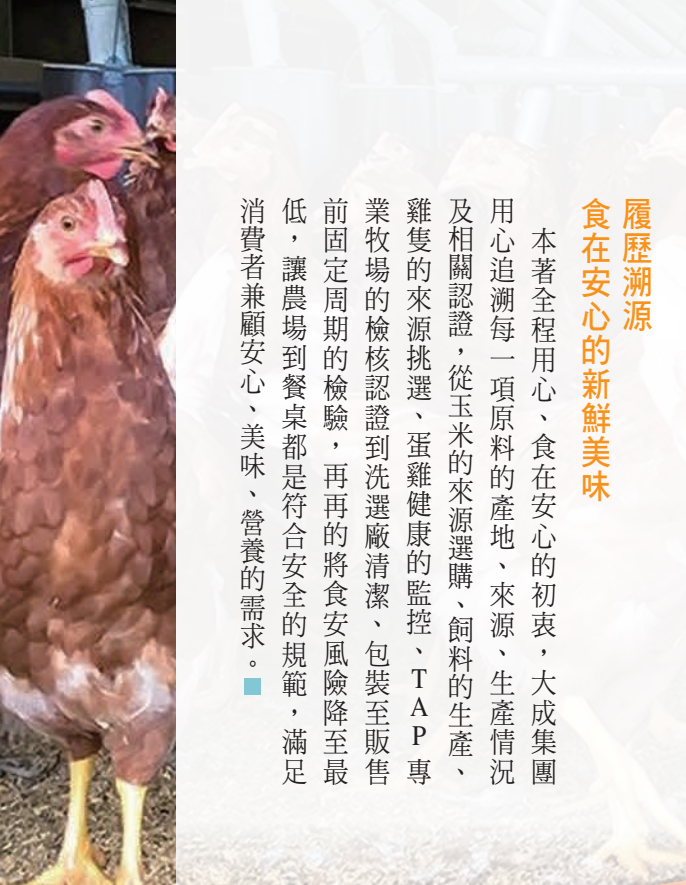 履歷溯源
食在安心的新鮮美味
本著全程用心、食在安心的初衷，大成集團
用心追溯每一項原料的產地、來源、生產情況
及相關認證，從玉米的來源選購、飼料的生產、
雞隻的來源挑選、蛋雞健康的監控、TAP專
業牧場的檢核認證到洗選廠清潔、包裝至販售
前固定周期的檢驗，再再的將食安風險降至最
低，讓農場到餐桌都是符合安全的規範，滿足
消費者兼顧安心、美味、營養的需求。